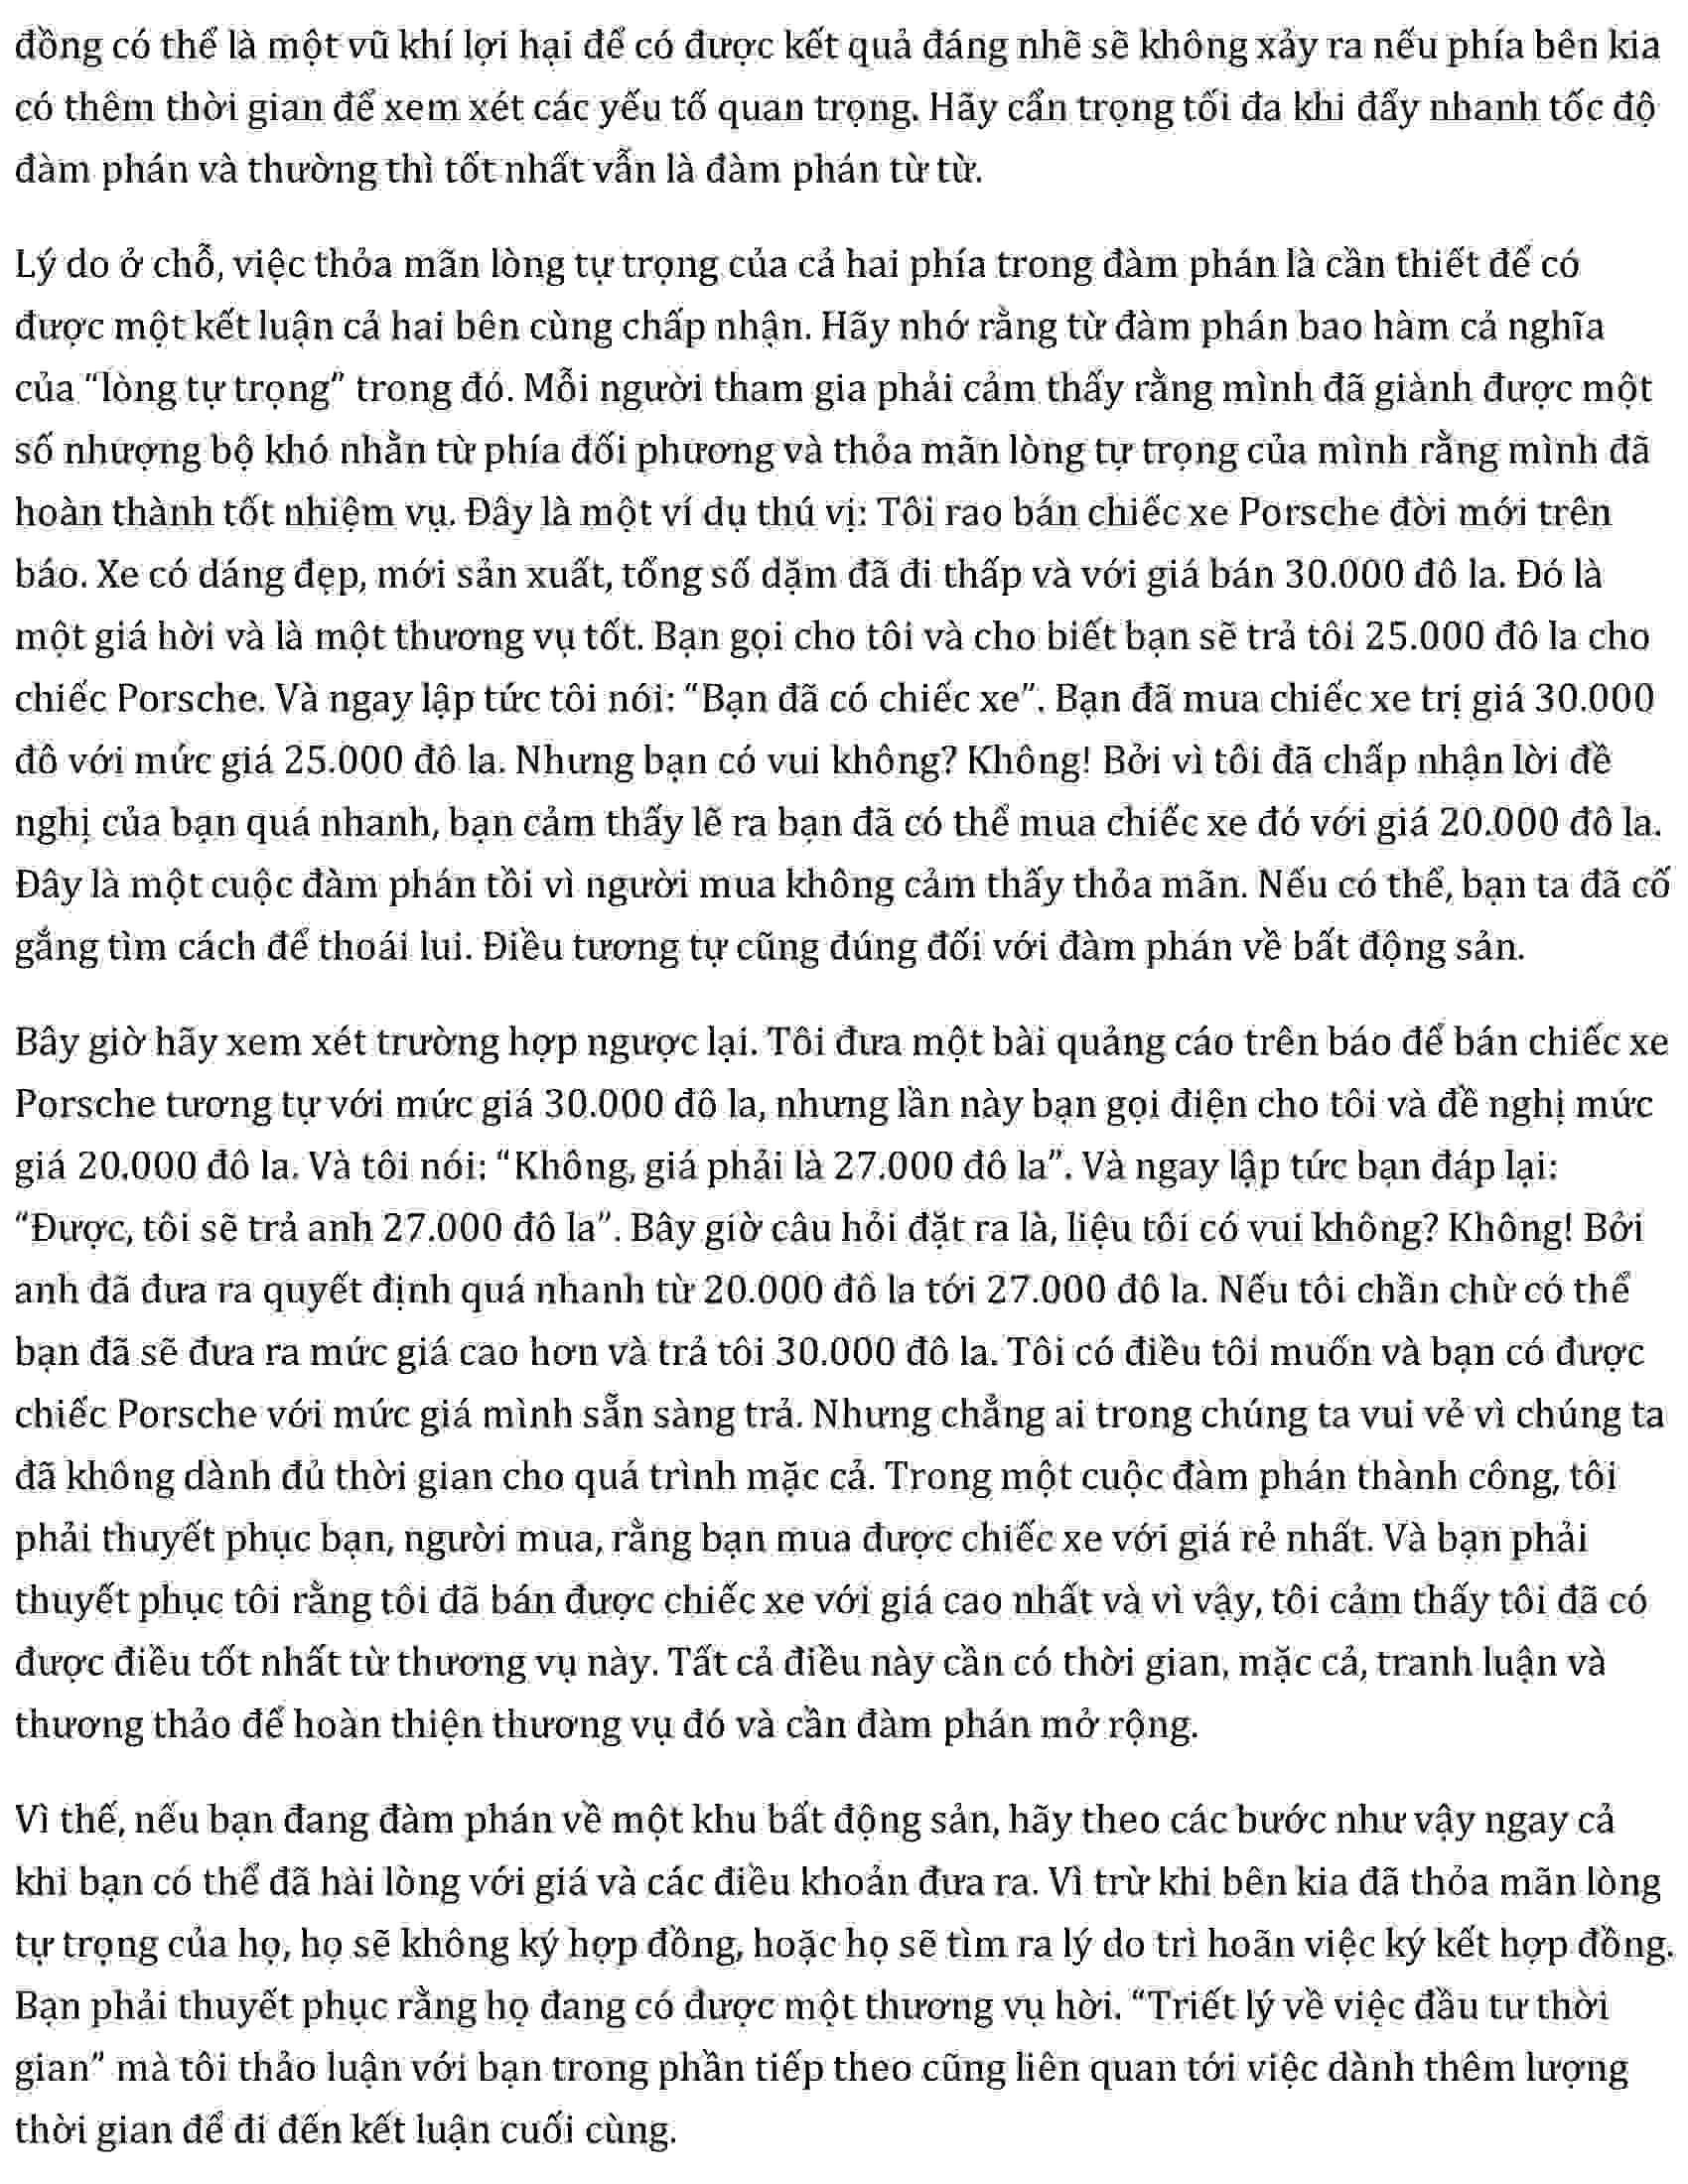 đồng có thể là một vũ khí lợi hại để có được kết quả đáng nhẽ sẽ không xảy ra nếu phía bên kia
có thêm thời gian để xem xét các yếu tố quan trọng. Hãy cẩn trọng tối đa khi đẩy nhanh tốc độ
đàm phán và thường thì tốt nhất vẫn là đàm phán từ từ.
Lý do ở chỗ, việc thỏa mãn lòng tự trọng của cả hai phía trong đàm phán là cần thiết để có
được một kết luận cả hai bên cùng chấp nhận. Hãy nhớ rằng từ đàm phán bao hàm cả nghĩa
của “lòng tự trọng” trong đó. Mỗi người tham gia phải cảm thấy rằng mình đã giành được một
số nhượng bộ khó nhằn từ phía đối phương và thỏa mãn lòng tự trọng của mình rằng mình đã
hoàn thành tốt nhiệm vụ. Đây là một ví dụ thú vị: Tôi rao bán chiếc xe Porsche đời mới trên
báo. Xe có dáng đẹp, mới sản xuất, tổng số dặm đã đi thấp và với giá bán 30.000 đô la. Đó là
một giá hời và là một thương vụ tốt. Bạn gọi cho tôi và cho biết bạn sẽ trả tôi 25.000 đô la cho
chiếc Porsche. Và ngay lập tức tôi nói: “Bạn đã có chiếc xe”. Bạn đã mua chiếc xe trị giá 30.000
đô với mức giá 25.000 đô la. Nhưng bạn có vui không? Không! Bởi vì tôi đã chấp nhận lời đề
nghị của bạn quá nhanh, bạn cảm thấy lẽ ra bạn đã có thể mua chiếc xe đó với giá 20.000 đô la.
Đây là một cuộc đàm phán tồi vì người mua không cảm thấy thỏa mãn. Nếu có thể, bạn ta đã cố
gắng tìm cách để thoái lui. Điều tương tự cũng đúng đối với đàm phán về bất động sản.
Bây giờ hãy xem xét trường hợp ngược lại. Tôi đưa một bài quảng cáo trên báo để bán chiếc xe
Porsche tương tự với mức giá 30.000 đô la, nhưng lần này bạn gọi điện cho tôi và đề nghị mức
giá 20.000 đô la. Và tôi nói: “Không, giá phải là 27.000 đô la”. Và ngay lập tức bạn đáp lại:
“Được, tôi sẽ trả anh 27.000 đô la”. Bây giờ câu hỏi đặt ra là, liệu tôi có vui không? Không! Bởi
anh đã đưa ra quyết định quá nhanh từ 20.000 đô la tới 27.000 đô la. Nếu tôi chần chừ có thể
bạn đã sẽ đưa ra mức giá cao hơn và trả tôi 30.000 đô la. Tôi có điều tôi muốn và bạn có được
chiếc Porsche với mức giá mình sẵn sàng trả. Nhưng chẳng ai trong chúng ta vui vẻ vì chúng ta
đã không dành đủ thời gian cho quá trình mặc cả. Trong một cuộc đàm phán thành công, tôi
phải thuyết phục bạn, người mua, rằng bạn mua được chiếc xe với giá rẻ nhất. Và bạn phải
thuyết phục tôi rằng tôi đã bán được chiếc xe với giá cao nhất và vì vậy, tôi cảm thấy tôi đã có
được điều tốt nhất từ thương vụ này. Tất cả điều này cần có thời gian, mặc cả, tranh luận và
thương thảo để hoàn thiện thương vụ đó và cần đàm phán mở rộng.
Vì thế, nếu bạn đang đàm phán về một khu bất động sản, hãy theo các bước như vậy ngay cả
khi bạn có thể đã hài lòng với giá và các điều khoản đưa ra. Vì trừ khi bên kia đã thỏa mãn lòng
tự trọng của họ, họ sẽ không ký hợp đồng, hoặc họ sẽ tìm ra lý do trì hoãn việc ký kết hợp đồng.
Bạn phải thuyết phục rằng họ đang có được một thương vụ hời. “Triết lý về việc đầu tư thời
gian” mà tôi thảo luận với bạn trong phần tiếp theo cũng liên quan tới việc dành thêm lượng
thời gian để đi đến kết luận cuối cùng.